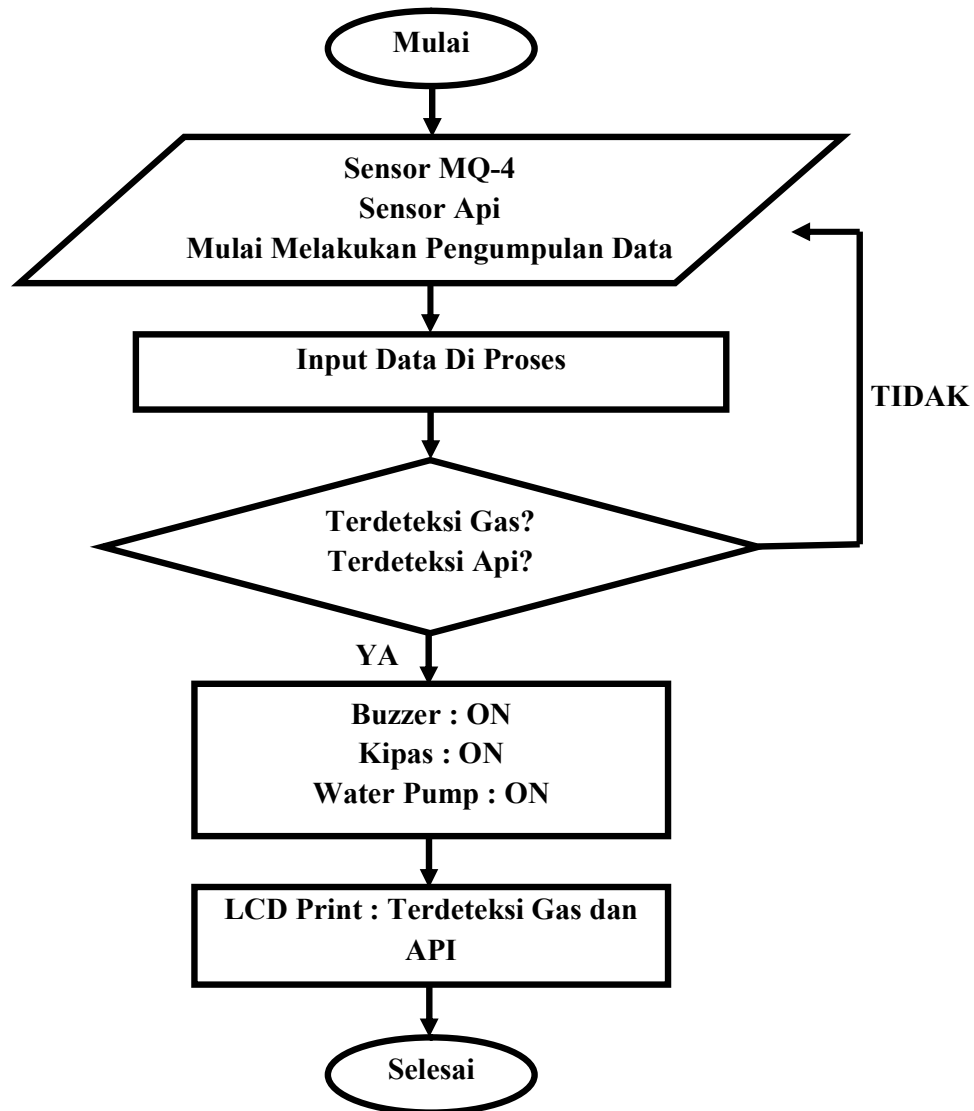 Mulai
Sensor MQ-4
Sensor Api
Mulai Melakukan Pengumpulan Data
Input Data Di Proses
TIDAK
Terdeteksi Gas?
Terdeteksi Api?
YA
Buzzer : ON
Kipas : ON
Water Pump : ON
LCD Print : Terdeteksi Gas dan
API
Selesai